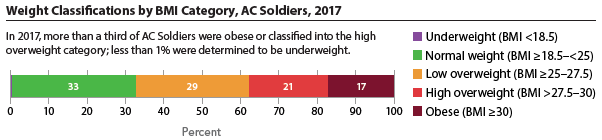 Weight Classifications by BMI Category, AC Soldiers, 2017
In 2017, more than a third of AC Soldiers were obese or classified into the high
overweight category; less than 1% were determined to be underweight.
33 29 21 17
0 10 20 30 40 50 60 70 80 90 100
Percent
Underweight (BMI <18.5)
Normal weight (BMI ≥18.5–<25)
Low overweight (BMI ≥25–27.5)
High overweight (BMI >27.5–30)
Obese (BMI ≥30)